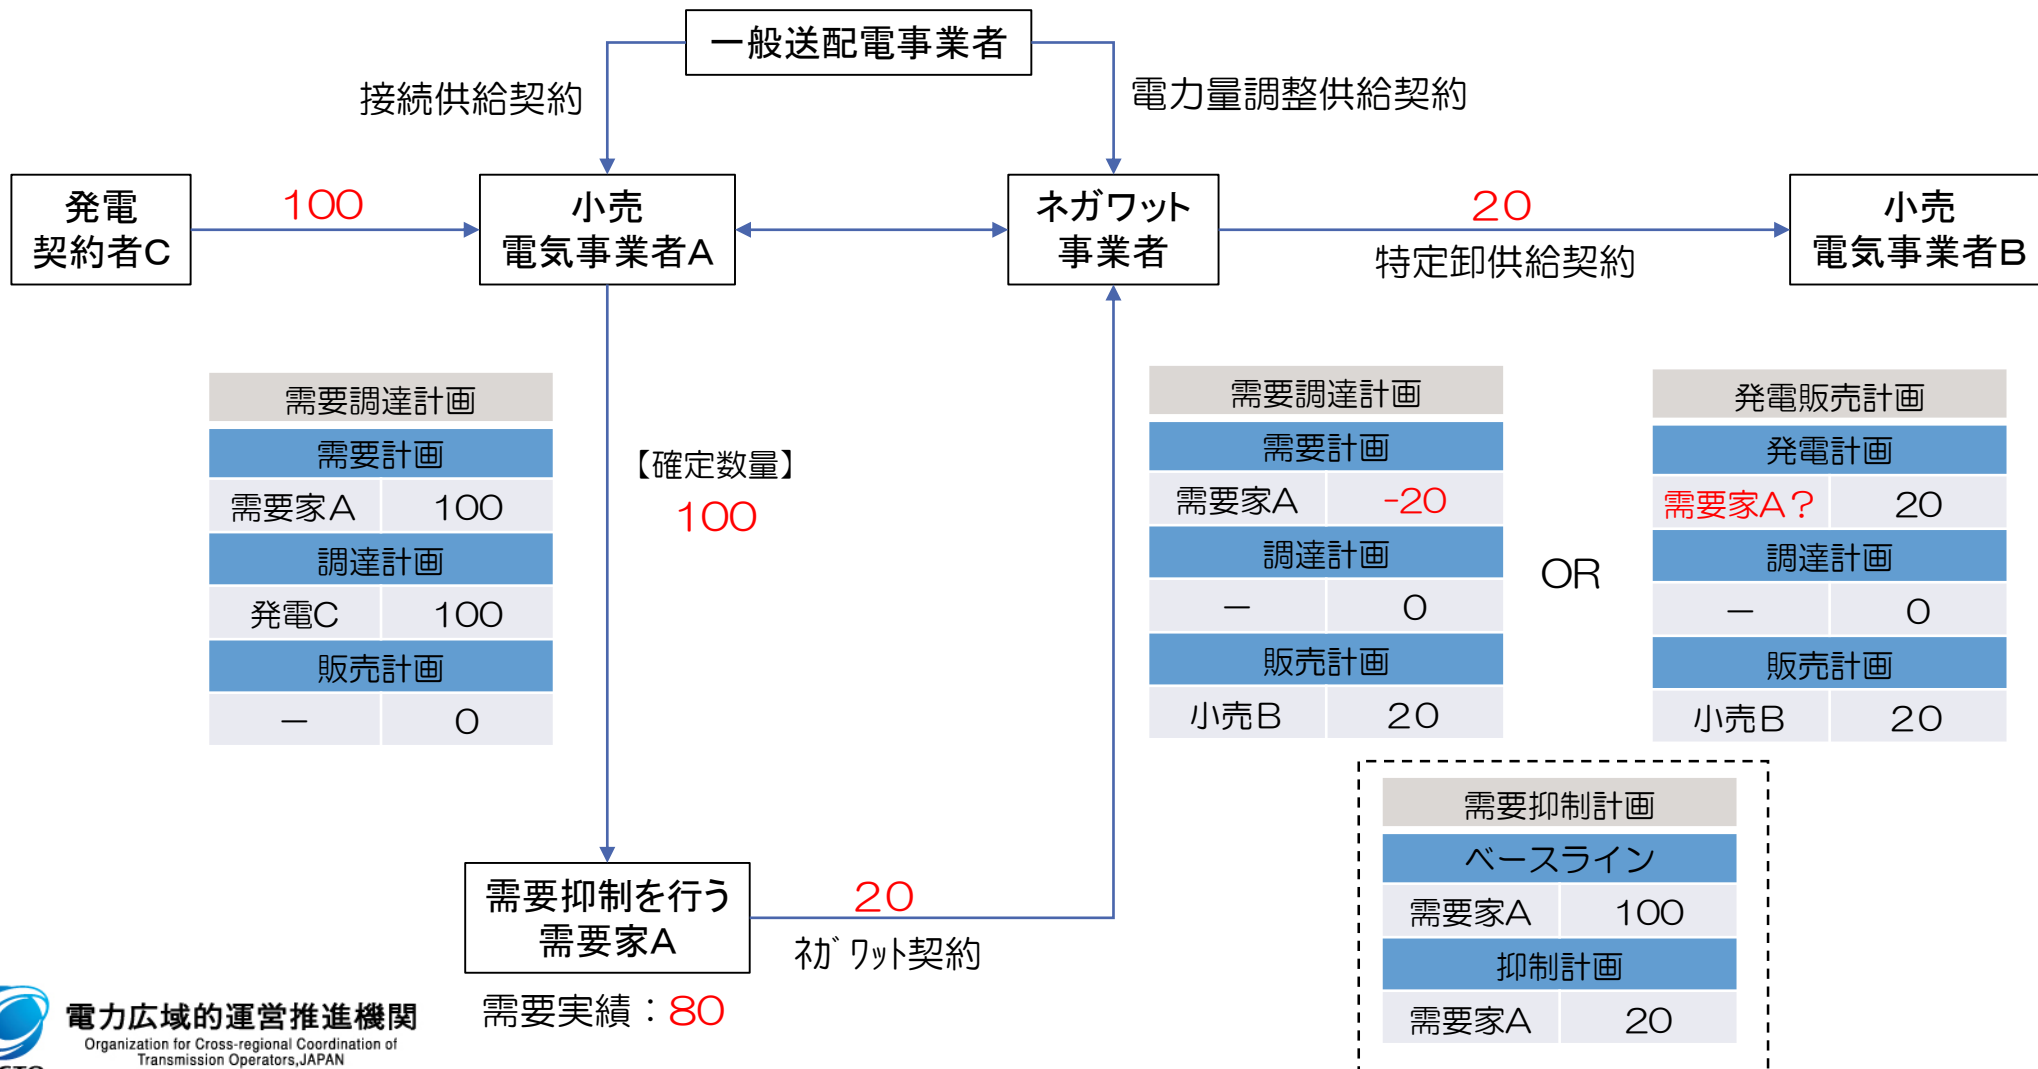 一般送配電事業者
接続供給契約
電力量調整供給契約
発電
契約者C
100
小売
電気事業者A
ネガワット
事業者
20
特定卸供給契約
小売
電気事業者B
需要調達計画
需要計画
需要家A 100
調達計画
発電C 100
販売計画
― 0
【確定数量】
100
需要調達計画
需要計画
需要家A -20
調達計画
― 0
販売計画
小売B 20
OR
発電販売計画
発電計画
需要家A? 20
調達計画
― 0
販売計画
小売B 20
需要抑制を行う
需要家A
20
ネガワット契約
需要実績:80
需要抑制計画
ベースライン
需要家A 100
抑制計画
需要家A 20
電力広域的運営推進機関
Organization for Cross-regional Coordination of
Transmission Operators,JAPAN